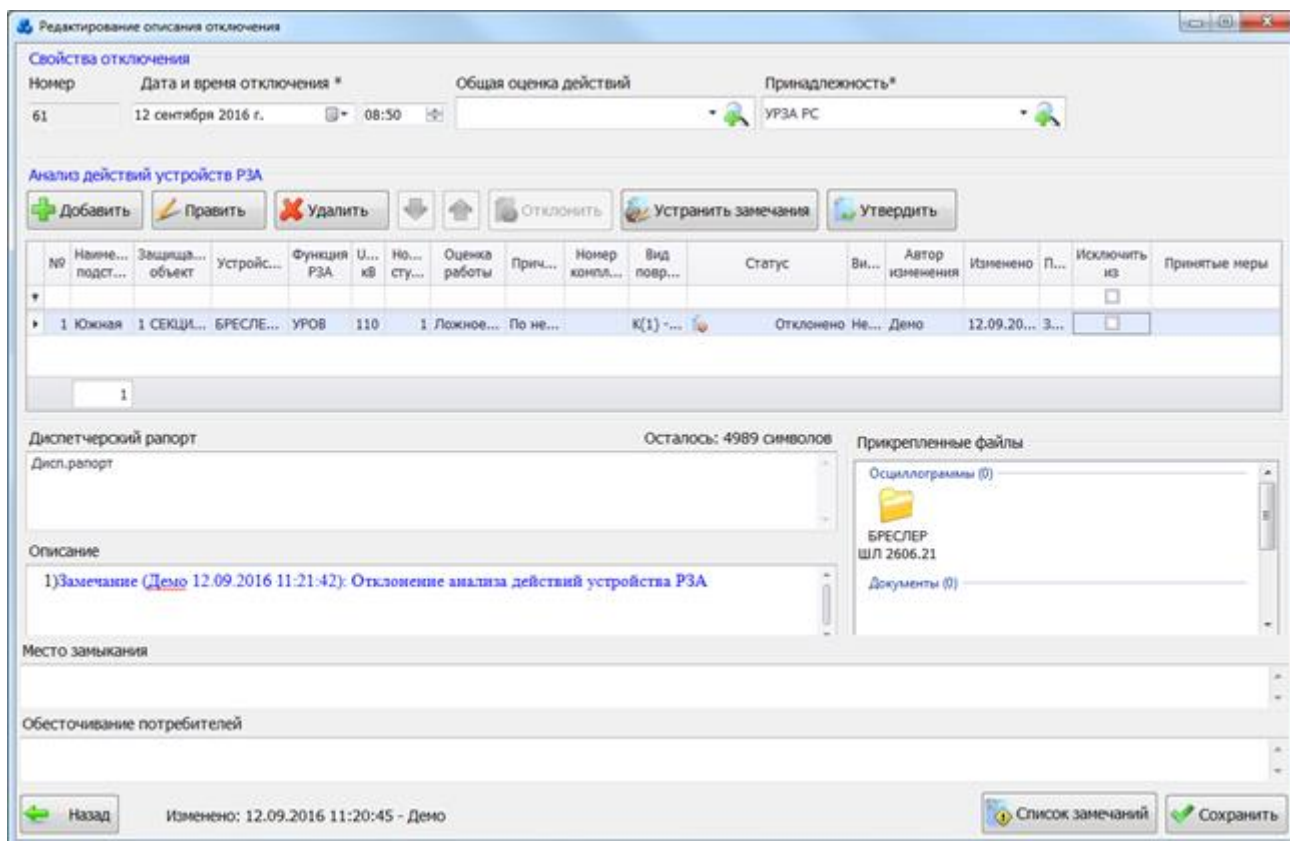 Редактирование описания отключения
Свойства отключения
Номер Дата и время отключения * Общая оценка действий Принадлежность*
61 12 сентября 2016 г. 08:50 УРЗА РС
Анализ действий устройств РЗА
Добавить Править Удалить Отклонить Устранить замечания Утвердить
№ Наиме... подст... Защища... объект Устройс... Функция РЗА U... кВ Но... сту... Оценка работы Прич... Номер компл... Вид повр... Статус Ви... Автор изменения Изменено П... Исключить из Принятые меры
1 Южная 1 СЕКЦИ... БРЕСЛЕ... УРОВ 110 1 Ложное... По не... К(1) -... Отклонено Не... Демо 12.09.20... З...
1
Диспетчерский рапорт Осталось: 4989 символов
Дисп.рапорт
Прикрепленные файлы
Осциллограммы (0)
БРЕСЛЕР
ШЛ 2606.21
Документы (0)
Описание
1)Замечание (Демо 12.09.2016 11:21:42): Отклонение анализа действий устройства РЗА
Место замыкания
Обесточивание потребителей
Назад Изменено: 12.09.2016 11:20:45 - Демо Список замечаний Сохранить